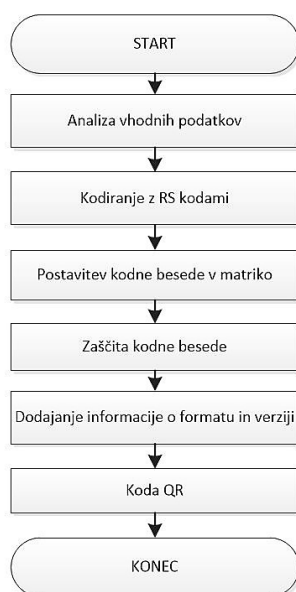 START
Analiza vhodnih podatkov
Kodiranje z RS kodami
Postavitev kodne besede v matriko
Zaščita kodne besede
Dodajanje informacije o formatu in verziji
Koda QR
KONEC